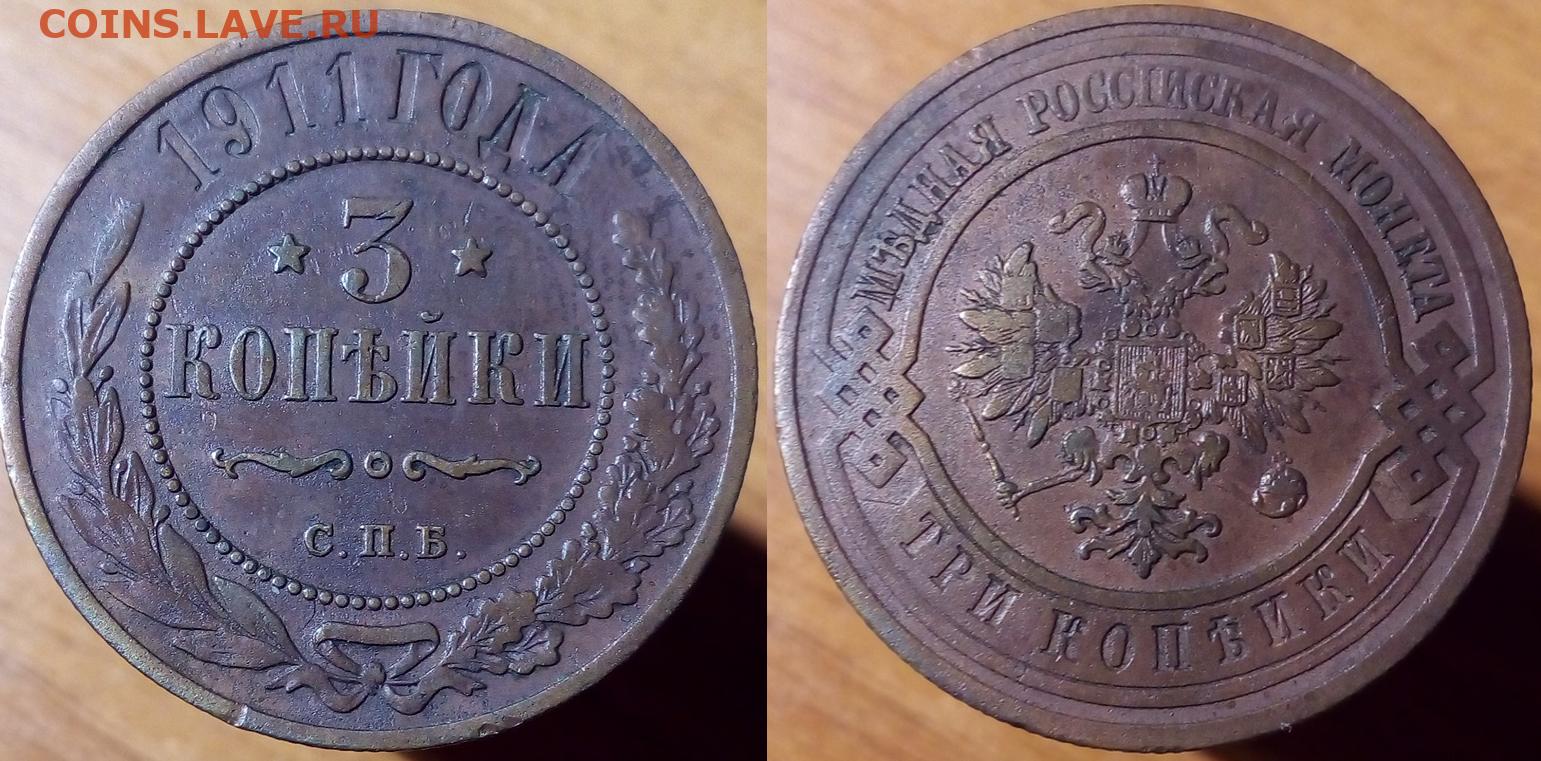 COINS.LAVE.RU
1911 ГОДА
3
КОПѢЙКИ
С.П.Б.
МѢДНАЯ РОССІЙСКАЯ МОНЕТА
ТРИ КОПѢЙКИ